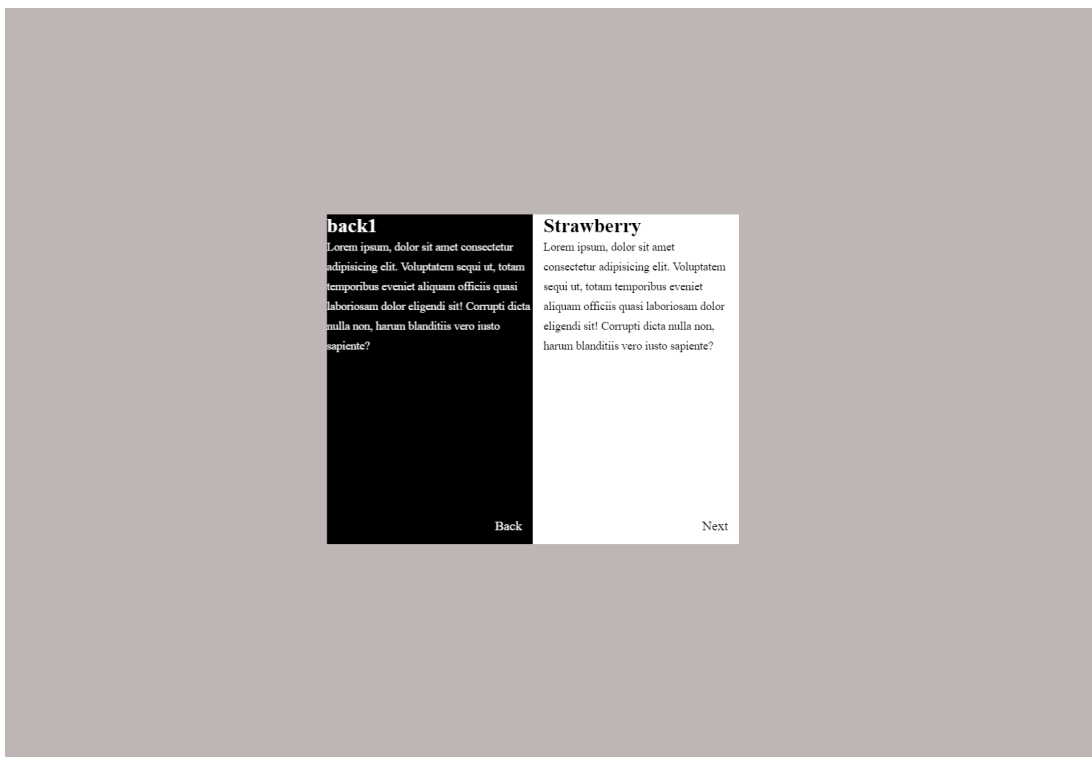 back1
Lorem ipsum, dolor sit amet consectetur
adipisicing elit. Voluptatem sequi ut, totam
temporibus eveniet aliquam officiis quasi
laboriosam dolor eligendi sit! Corrupti dicta
nulla non, harum blanditiis vero iusto
sapiente?
Back
Strawberry
Lorem ipsum, dolor sit amet
consectetur adipisicing elit. Voluptatem
sequi ut, totam temporibus eveniet
aliquam officiis quasi laboriosam dolor
eligendi sit! Corrupti dicta nulla non,
harum blanditiis vero iusto sapiente?
Next